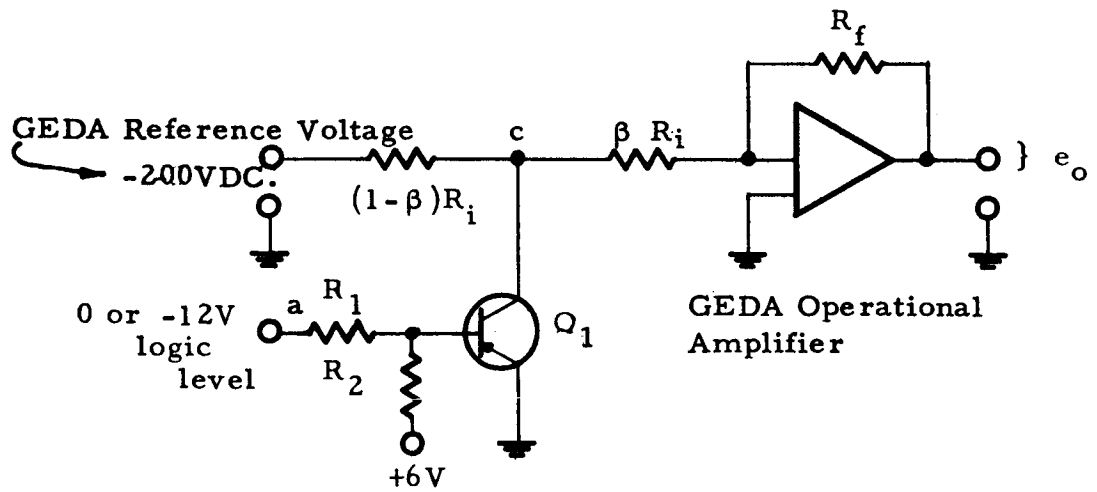 R_f
GEDA Reference Voltage
-200VDC.
c
β R_i
(1-β)R_i
} e_o
0 or -12V
logic
level
a
R_1
R_2
Q_1
+6V
GEDA Operational
Amplifier